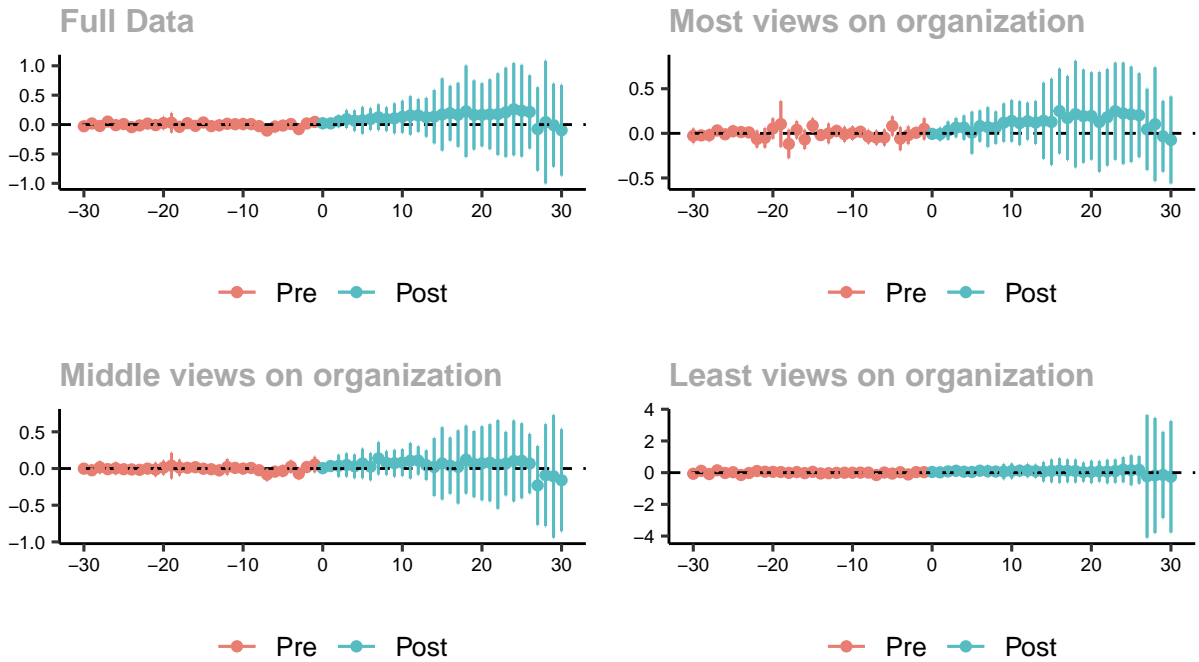 Full Data
1.0
0.5
0.0
−0.5
−1.0
−30 −20 −10 0 10 20 30
Pre Post
Most views on organization
0.5
0.0
−0.5
−30 −20 −10 0 10 20 30
Pre Post
Middle views on organization
0.5
0.0
−0.5
−1.0
−30 −20 −10 0 10 20 30
Pre Post
Least views on organization
4
2
0
−2
−4
−30 −20 −10 0 10 20 30
Pre Post